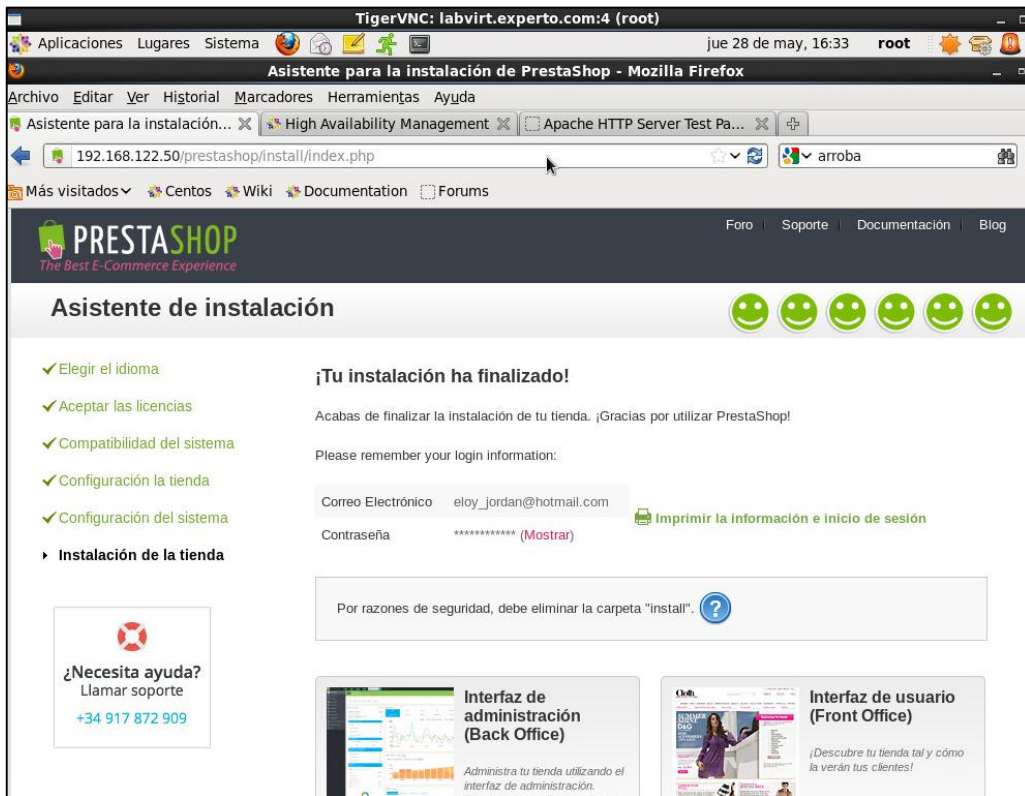 TigerVNC: labvirt.experto.com:4 (root)
Aplicaciones Lugares Sistema jue 28 de may, 16:33 root
Asistente para la instalación de PrestaShop - Mozilla Firefox
Archivo Editar Ver Historial Marcadores Herramientas Ayuda
Asistente para la instalación... High Availability Management Apache HTTP Server Test Pa...
192.168.122.50/prestashop/install/index.php arroba
Más visitados Centos Wiki Documentation Forums
PRESTASHOP
The Best E-Commerce Experience
Foro Soporte Documentación Blog
Asistente de instalación
Elegir el idioma
Aceptar las licencias
Compatibilidad del sistema
Configuración la tienda
Configuración del sistema
Instalación de la tienda
¿Necesita ayuda?
Llamar soporte
+34 917 872 909
¡Tu instalación ha finalizado!
Acabas de finalizar la instalación de tu tienda. ¡Gracias por utilizar PrestaShop!
Please remember your login information:
Correo Electrónico eloy_jordan@hotmail.com
Contraseña ************ (Mostrar)
Imprimir la información e inicio de sesión
Por razones de seguridad, debe eliminar la carpeta "install". ?
Interfaz de
administración
(Back Office)
Administra tu tienda utilizando el
interfaz de administración.
Interfaz de usuario
(Front Office)
¡Descubre tu tienda tal y cómo
la verán tus clientes!